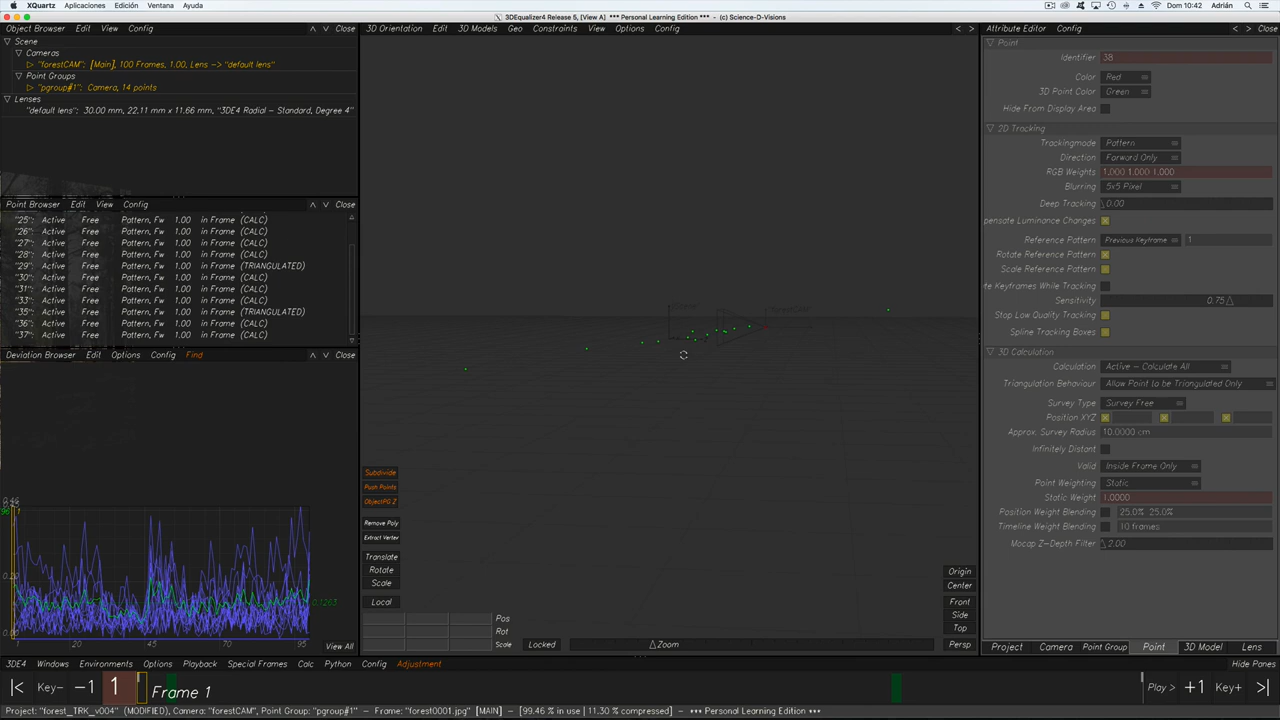 XQuartz Aplicaciones Edición Ventana Ayuda
Dom 10:42 Adrián
3DEqualizer4 Release 5, [View A] *** Personal Learning Edition *** - (c) Science-D-Visions
Object Browser Edit View Config Close
Scene
Cameras
"forestCAM": [Main], 100 Frames, 1.00, Lens -> "default lens"
Point Groups
"pgroup#1": Camera, 14 points
Lenses
"default lens": 30.00 mm, 22.11 mm x 11.66 mm, "3DE4 Radial - Standard, Degree 4"
Point Browser Edit View Config Close
"25": Active Free Pattern, Fw 1.00 in Frame (CALC)
"26": Active Free Pattern, Fw 1.00 in Frame (CALC)
"27": Active Free Pattern, Fw 1.00 in Frame (CALC)
"28": Active Free Pattern, Fw 1.00 in Frame (CALC)
"29": Active Free Pattern, Fw 1.00 in Frame (TRIANGULATED)
"30": Active Free Pattern, Fw 1.00 in Frame (CALC)
"31": Active Free Pattern, Fw 1.00 in Frame (CALC)
"33": Active Free Pattern, Fw 1.00 in Frame (CALC)
"35": Active Free Pattern, Fw 1.00 in Frame (TRIANGULATED)
"36": Active Free Pattern, Fw 1.00 in Frame (CALC)
"37": Active Free Pattern, Fw 1.00 in Frame (CALC)
Deviation Browser Edit Options Config Find Close
96 1
0.1263
1 20 45 70 95
View All
3D Orientation Edit 3D Models Geo Constraints View Options Config
Scene
forestCAM
Subdivide
Push Points
ObjectPG Z
Remove Poly
Extract Vertex
Translate
Rotate
Scale
Local
Pos
Rot
Scale
Locked
Zoom
Origin
Center
Front
Side
Top
Persp
Attribute Editor Config Close
Point
Identifier 38
Color Red
3D Point Color Green
Hide From Display Area
2D Tracking
Trackingmode Pattern
Direction Forward Only
RGB Weights 1.000 1.000 1.000
Blurring 5x5 Pixel
Deep Tracking 0.00
pensate Luminance Changes
Reference Pattern Previous Keyframe 1
Rotate Reference Pattern
Scale Reference Pattern
te Keyframes While Tracking
Sensitivity 0.75
Stop Low Quality Tracking
Spline Tracking Boxes
3D Calculation
Calculation Active - Calculate All
Triangulation Behaviour Allow Point to be Triangulated Only
Survey Type Survey Free
Position XYZ
Approx. Survey Radius 10.0000 cm
Infinitely Distant
Valid Inside Frame Only
Point Weighting Static
Static Weight 1.0000
Position Weight Blending 25.0% 25.0%
Timeline Weight Blending 10 frames
Mocap Z-Depth Filter 2.00
Project Camera Point Group Point 3D Model Lens
3DE4 Windows Environments Options Playback Special Frames Calc Python Config Adjustment Hide Panes
|< Key- -1 1 Frame 1 Play > +1 Key+ >|
Project: "forest_TRK_v004" (MODIFIED), Camera: "forestCAM", Point Group: "pgroup#1" - Frame: "forest0001.jpg" [MAIN] - [99.46 % in use | 11.30 % compressed] - *** Personal Learning Edition ***